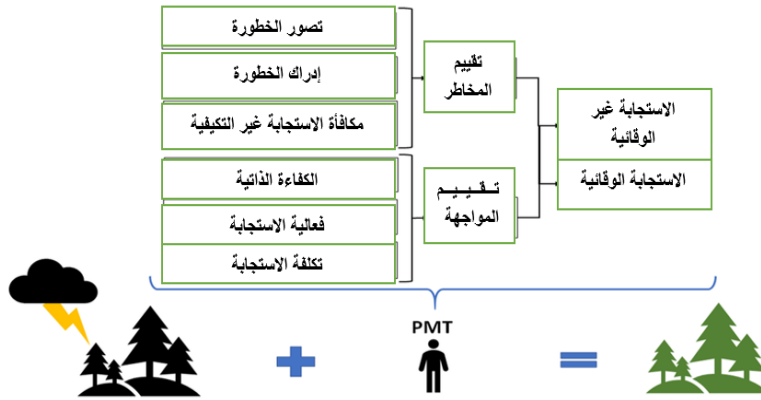 تصور الخطورة
إدراك الخطورة
مكافأة الاستجابة غير التكيفية
تقييم
المخاطر
الكفاءة الذاتية
فعالية الاستجابة
تكلفة الاستجابة
تـقـيـيـم
المواجهة
الاستجابة غير
الوقائية
الاستجابة الوقائية
PMT